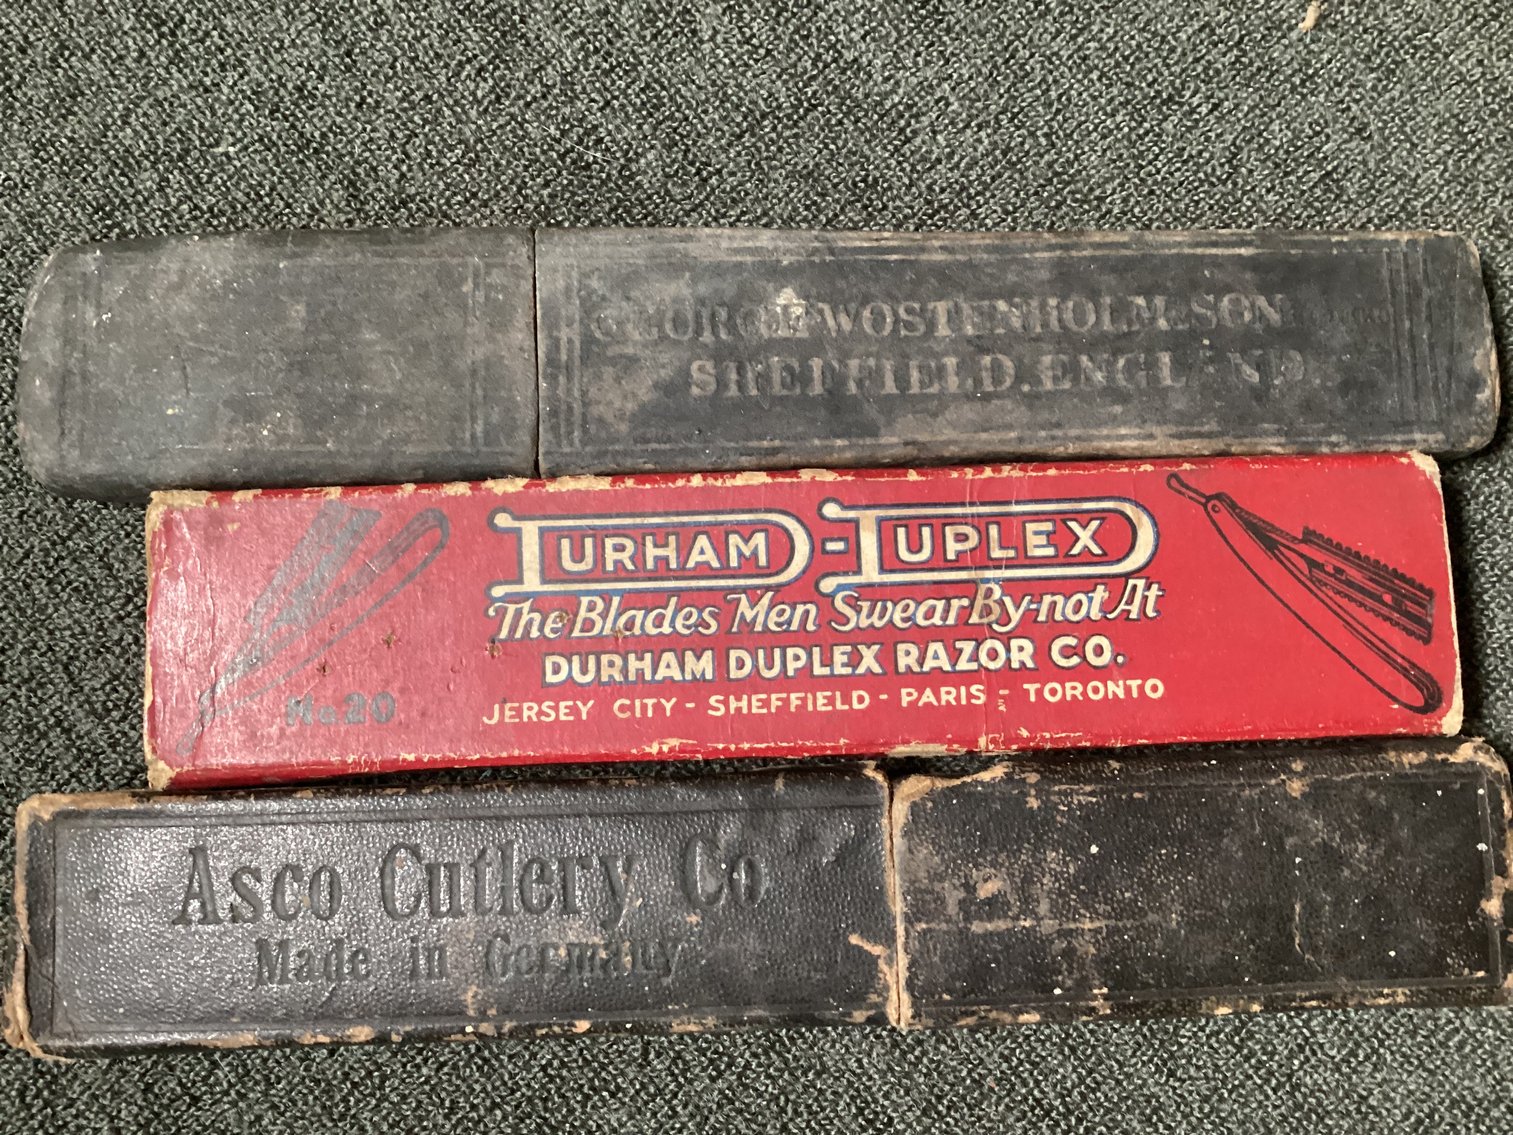 GEORGE WOSTENHOLM & SON
SHEFFIELD. ENGLAND.
DURHAM-DUPLEX
The Blades Men Swear By-not At
DURHAM DUPLEX RAZOR CO.
No. 20
JERSEY CITY - SHEFFIELD - PARIS - TORONTO
Asco Cutlery Co
Made in Germany